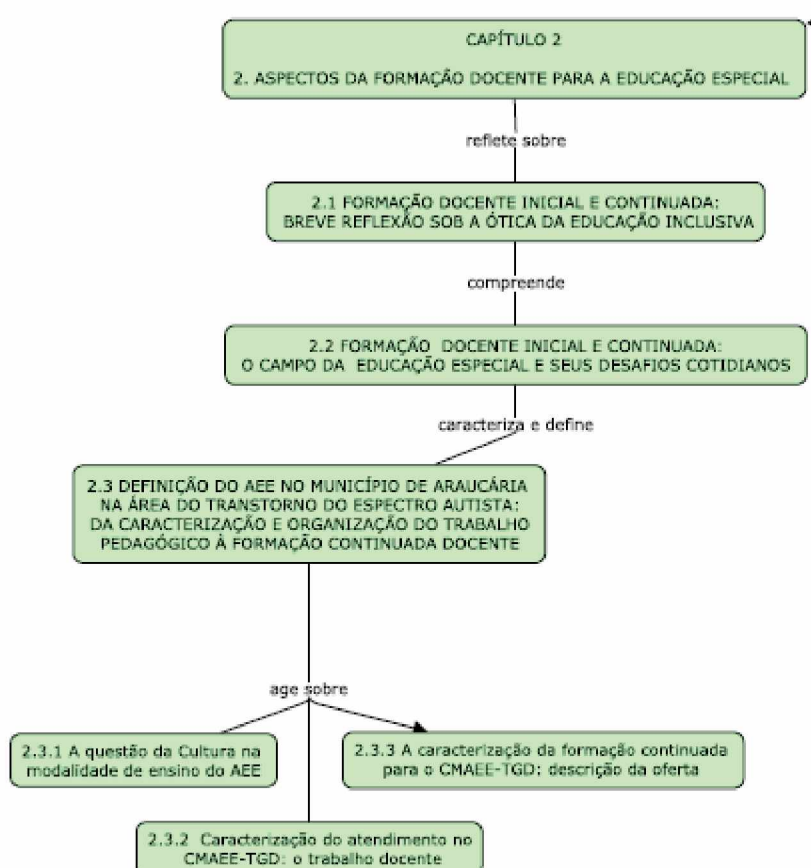 CAPÍTULO 2
2. ASPECTOS DA FORMAÇÃO DOCENTE PARA A EDUCAÇÃO ESPECIAL
reflete sobre
2.1 FORMAÇÃO DOCENTE INICIAL E CONTINUADA:
BREVE REFLEXÃO SOB A ÓTICA DA EDUCAÇÃO INCLUSIVA
compreende
2.2 FORMAÇÃO DOCENTE INICIAL E CONTINUADA:
O CAMPO DA EDUCAÇÃO ESPECIAL E SEUS DESAFIOS COTIDIANOS
caracteriza e define
2.3 DEFINIÇÃO DO AEE NO MUNICÍPIO DE ARAUCÁRIA
NA ÁREA DO TRANSTORNO DO ESPECTRO AUTISTA:
DA CARACTERIZAÇÃO E ORGANIZAÇÃO DO TRABALHO
PEDAGÓGICO À FORMAÇÃO CONTINUADA DOCENTE
age sobre
2.3.1 A questão da Cultura na
modalidade de ensino do AEE
2.3.3 A caracterização da formação continuada
para o CMAEE-TGD: descrição da oferta
2.3.2 Caracterização do atendimento no
CMAEE-TGD: o trabalho docente